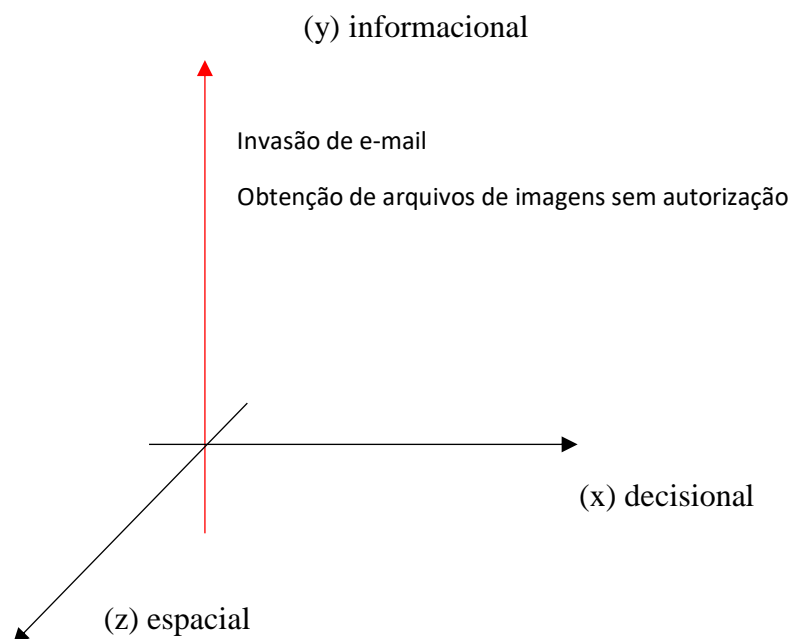 (y) informacional
Invasão de e-mail
Obtenção de arquivos de imagens sem autorização
(x) decisional
(z) espacial